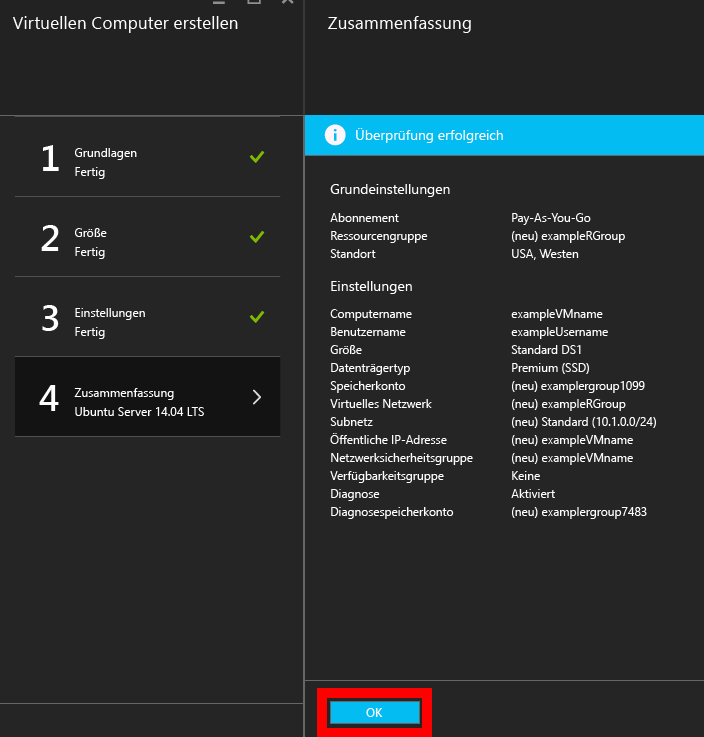 Virtuellen Computer erstellen
1 Grundlagen
Fertig
2 Größe
Fertig
3 Einstellungen
Fertig
4 Zusammenfassung
Ubuntu Server 14.04 LTS
Zusammenfassung
Überprüfung erfolgreich
Grundeinstellungen
Abonnement Pay-As-You-Go
Ressourcengruppe (neu) exampleRGroup
Standort USA, Westen
Einstellungen
Computername exampleVMname
Benutzername exampleUsername
Größe Standard DS1
Datenträgertyp Premium (SSD)
Speicherkonto (neu) examplergroup1099
Virtuelles Netzwerk (neu) exampleRGroup
Subnetz (neu) Standard (10.1.0.0/24)
Öffentliche IP-Adresse (neu) exampleVMname
Netzwerksicherheitsgruppe (neu) exampleVMname
Verfügbarkeitsgruppe Keine
Diagnose Aktiviert
Diagnosespeicherkonto (neu) examplergroup7483
OK